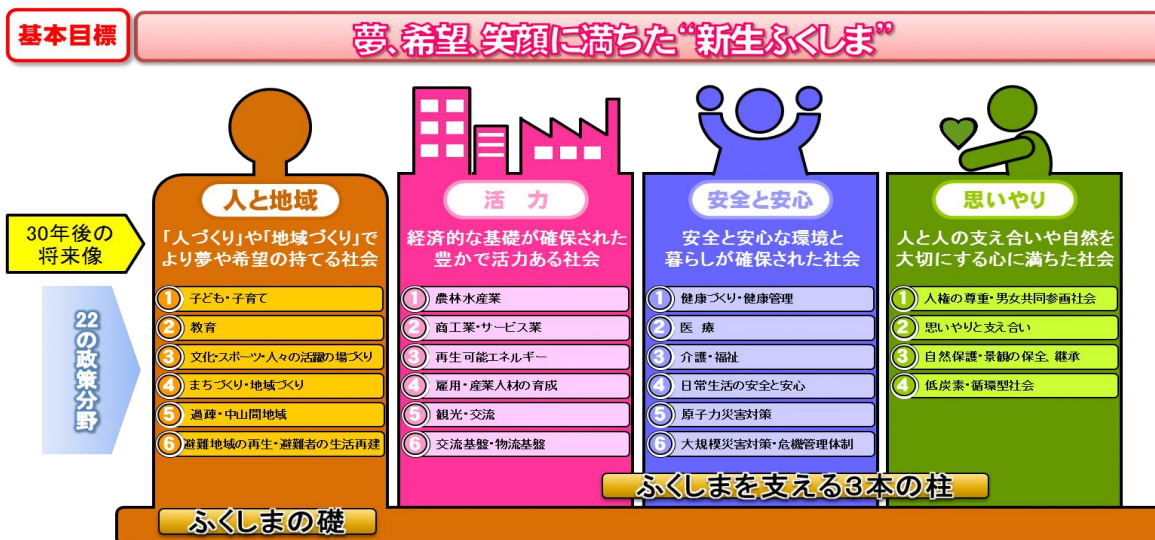 基本目標
夢、希望、笑顔に満ちた“新生ふくしま”
30年後の
将来像
22の政策分野
人と地域
「人づくり」や「地域づくり」で
より夢や希望の持てる社会
1 子ども・子育て
2 教育
3 文化・スポーツ・人々の活躍の場づくり
4 まちづくり・地域づくり
5 過疎・中山間地域
6 避難地域の再生・避難者の生活再建
ふくしまの礎
活力
経済的な基礎が確保された
豊かで活力ある社会
1 農林水産業
2 商工業・サービス業
3 再生可能エネルギー
4 雇用・産業人材の育成
5 観光・交流
6 交流基盤・物流基盤
安全と安心
安全と安心な環境と
暮らしが確保された社会
1 健康づくり・健康管理
2 医療
3 介護・福祉
4 日常生活の安全と安心
5 原子力災害対策
6 大規模災害対策・危機管理体制
思いやり
人と人の支え合いや自然を
大切にする心に満ちた社会
1 人権の尊重・男女共同参画社会
2 思いやりと支え合い
3 自然保護・景観の保全、継承
4 低炭素・循環型社会
ふくしまを支える3本の柱